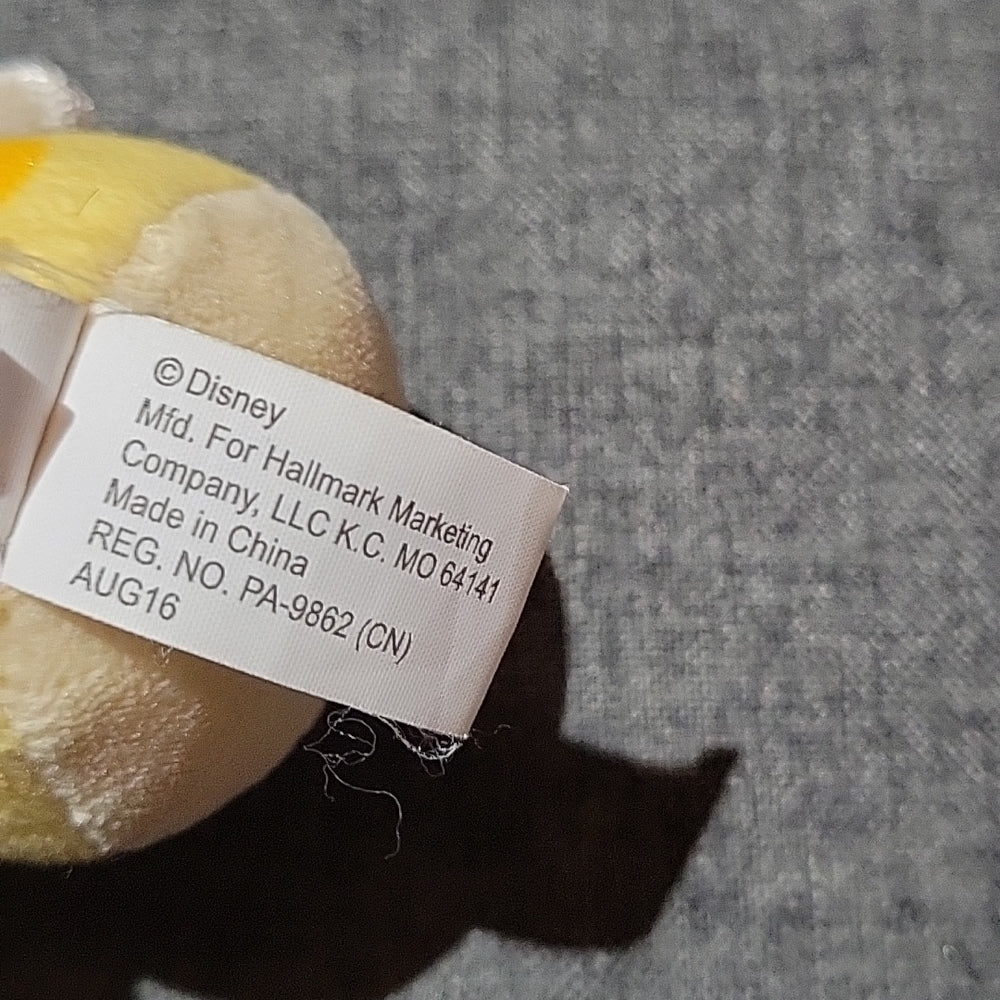 © Disney
Mfd. For Hallmark Marketing
Company, LLC K.C. MO 64141
Made in China
REG. NO. PA-9862 (CN)
AUG16